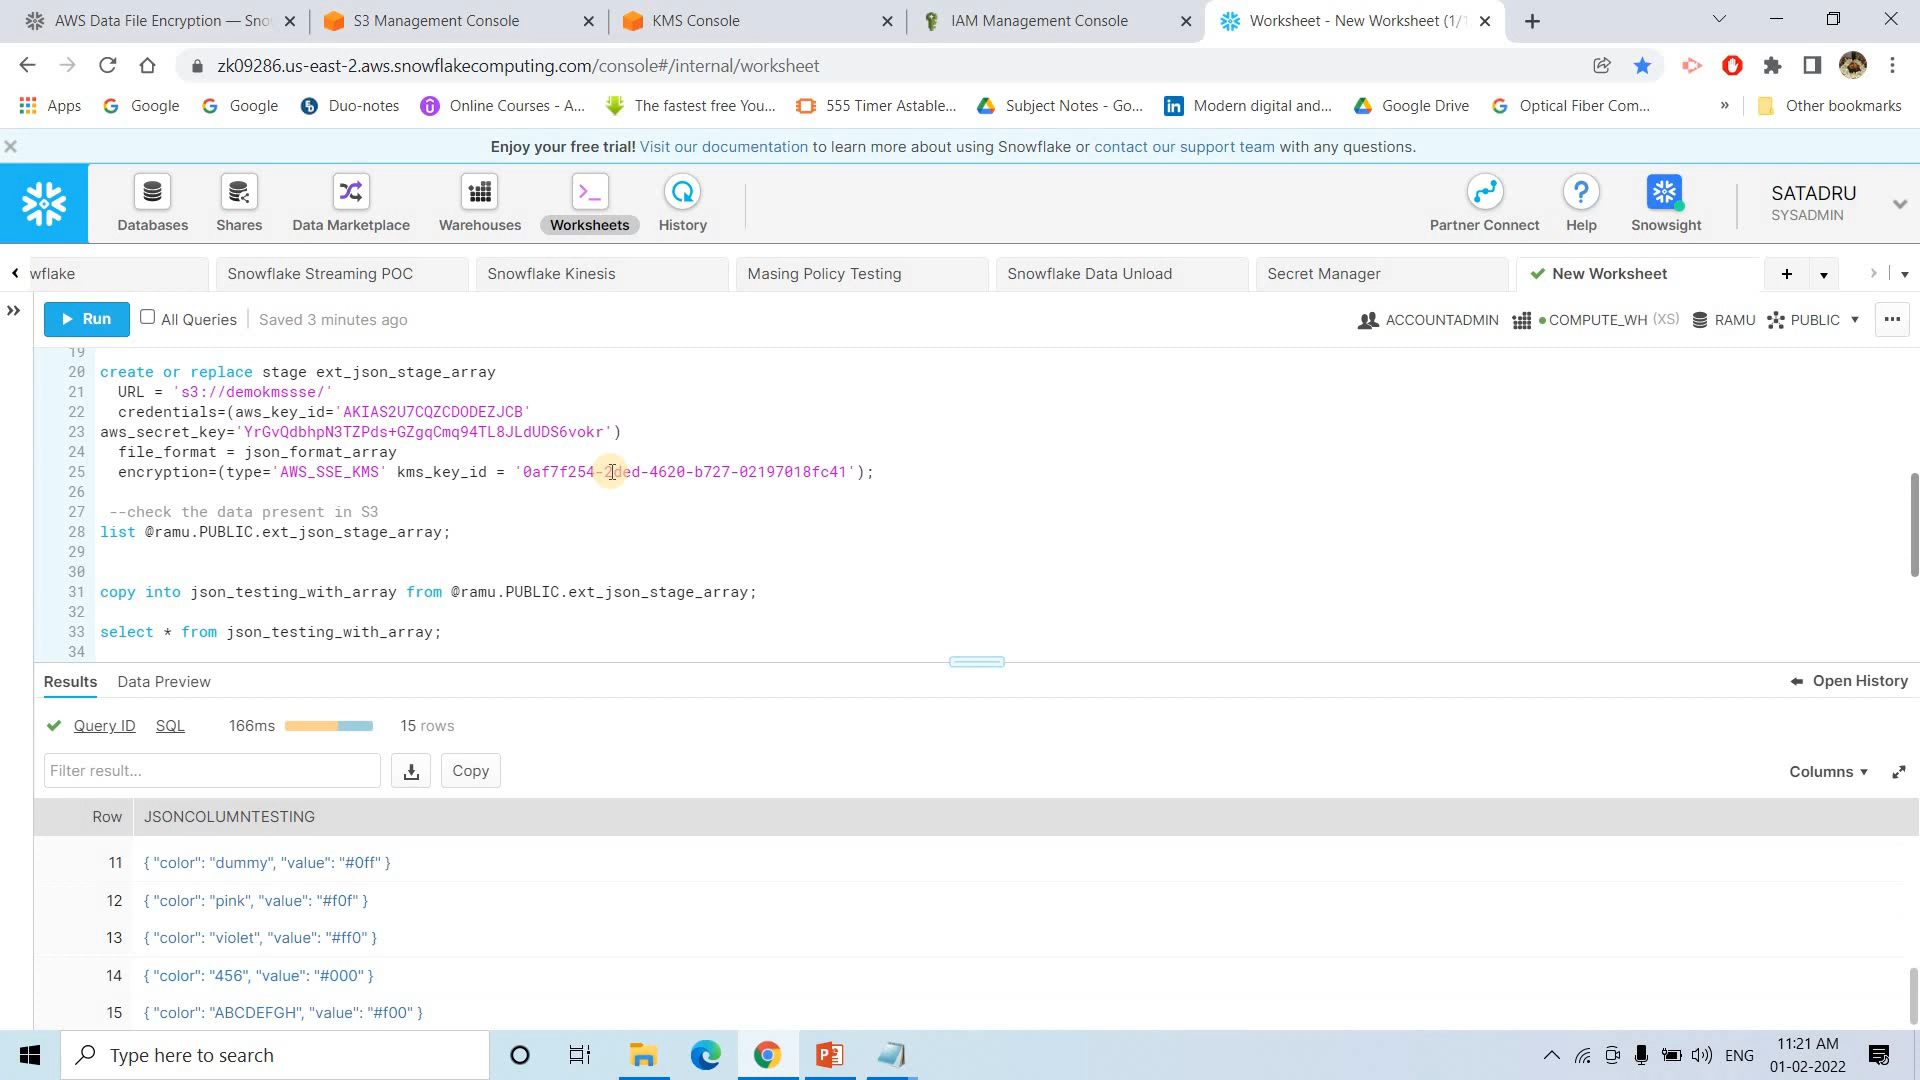 AWS Data File Encryption — Sno
S3 Management Console
KMS Console
IAM Management Console
Worksheet - New Worksheet (1/1
zk09286.us-east-2.aws.snowflakecomputing.com/console#/internal/worksheet
Apps
Google
Google
Duo-notes
Online Courses - A...
The fastest free You...
555 Timer Astable...
Subject Notes - Go...
Modern digital and...
Google Drive
Optical Fiber Com...
»
Other bookmarks
Enjoy your free trial! Visit our documentation to learn more about using Snowflake or contact our support team with any questions.
Databases
Shares
Data Marketplace
Warehouses
Worksheets
History
Partner Connect
Help
Snowsight
SATADRU
SYSADMIN
wflake
Snowflake Streaming POC
Snowflake Kinesis
Masing Policy Testing
Snowflake Data Unload
Secret Manager
New Worksheet
Run
All Queries
Saved 3 minutes ago
ACCOUNTADMIN
COMPUTE_WH (XS)
RAMU
PUBLIC
19
20 create or replace stage ext_json_stage_array
21 URL = 's3://demokmssse/'
22 credentials=(aws_key_id='AKIAS2U7CQZCDODEZJCB'
23 aws_secret_key='YrGvQdbhpN3TZPds+GZgqCmq94TL8JLdUDS6vokr')
24 file_format = json_format_array
25 encryption=(type='AWS_SSE_KMS' kms_key_id = '0af7f254-2ded-4620-b727-02197018fc41');
26
27 --check the data present in S3
28 list @ramu.PUBLIC.ext_json_stage_array;
29
30
31 copy into json_testing_with_array from @ramu.PUBLIC.ext_json_stage_array;
32
33 select * from json_testing_with_array;
34
Results
Data Preview
Open History
Query ID
SQL
166ms
15 rows
Filter result...
Copy
Columns
Row JSONCOLUMNTESTING
11 { "color": "dummy", "value": "#0ff" }
12 { "color": "pink", "value": "#f0f" }
13 { "color": "violet", "value": "#ff0" }
14 { "color": "456", "value": "#000" }
15 { "color": "ABCDEFGH", "value": "#f00" }
Type here to search
ENG
11:21 AM
01-02-2022